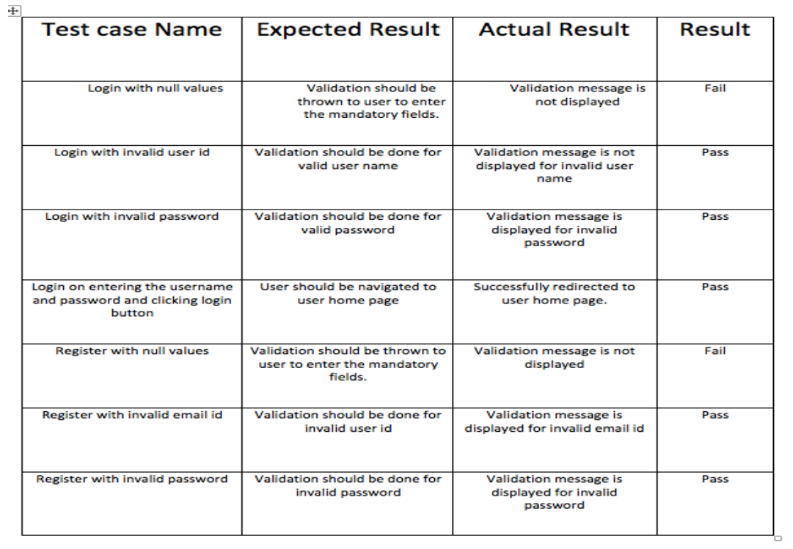 Test case Name
Expected Result
Actual Result
Result
Login with null values
Validation should be
thrown to user to enter
the mandatory fields.
Validation message is
not displayed
Fail
Login with invalid user id
Validation should be done for
valid user name
Validation message is not
displayed for invalid user
name
Pass
Login with invalid password
Validation should be done for
valid password
Validation message is
displayed for invalid
password
Pass
Login on entering the username
and password and clicking login
button
User should be navigated to
user home page
Successfully redirected to
user home page.
Pass
Register with null values
Validation should be thrown to
user to enter the mandatory
fields.
Validation message is not
displayed
Fail
Register with invalid email id
Validation should be done for
invalid user id
Validation message is
displayed for invalid email id
Pass
Register with invalid password
Validation should be done for
invalid password
Validation message is
displayed for invalid
password
Pass